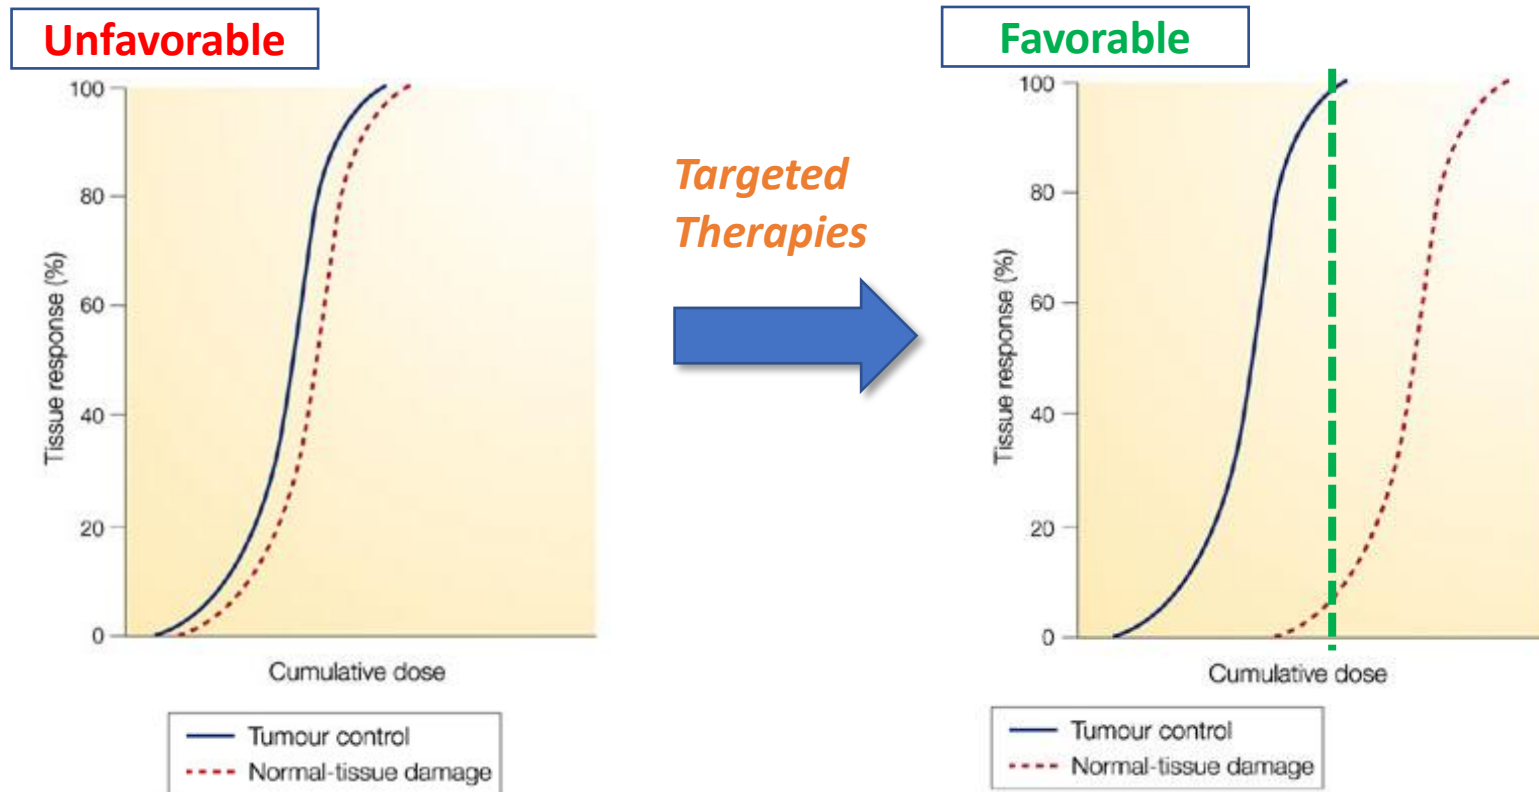 Unfavorable
100
80
60
40
20
0
Tissue response (%)
Cumulative dose
Tumour control
Normal-tissue damage
Targeted
Therapies
Favorable
100
80
60
40
20
0
Tissue response (%)
Cumulative dose
Tumour control
Normal-tissue damage